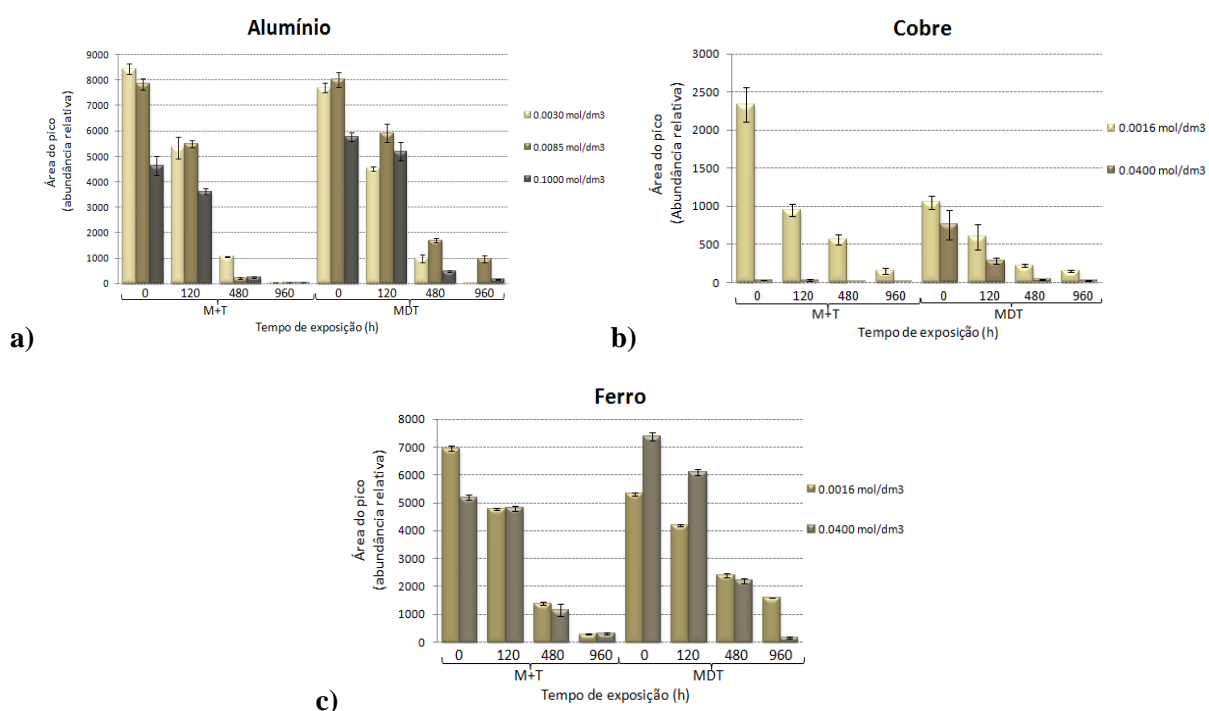 Alumínio
Área do pico
(abundância relativa)
9000
8000
7000
6000
5000
4000
3000
2000
1000
0
0.0030 mol/dm3
0.0085 mol/dm3
0.1000 mol/dm3
0 120 480 960 0 120 480 960
M+T MDT
Tempo de exposição (h)
a)
Cobre
Área do pico
(Abundância relativa)
3000
2500
2000
1500
1000
500
0
0.0016 mol/dm3
0.0400 mol/dm3
0 120 480 960 0 120 480 960
M+T MDT
Tempo de exposição (h)
b)
Ferro
Área do pico
(abundância relativa)
8000
7000
6000
5000
4000
3000
2000
1000
0
0.0016 mol/dm3
0.0400 mol/dm3
0 120 480 960 0 120 480 960
M+T MDT
Tempo de exposição (h)
c)